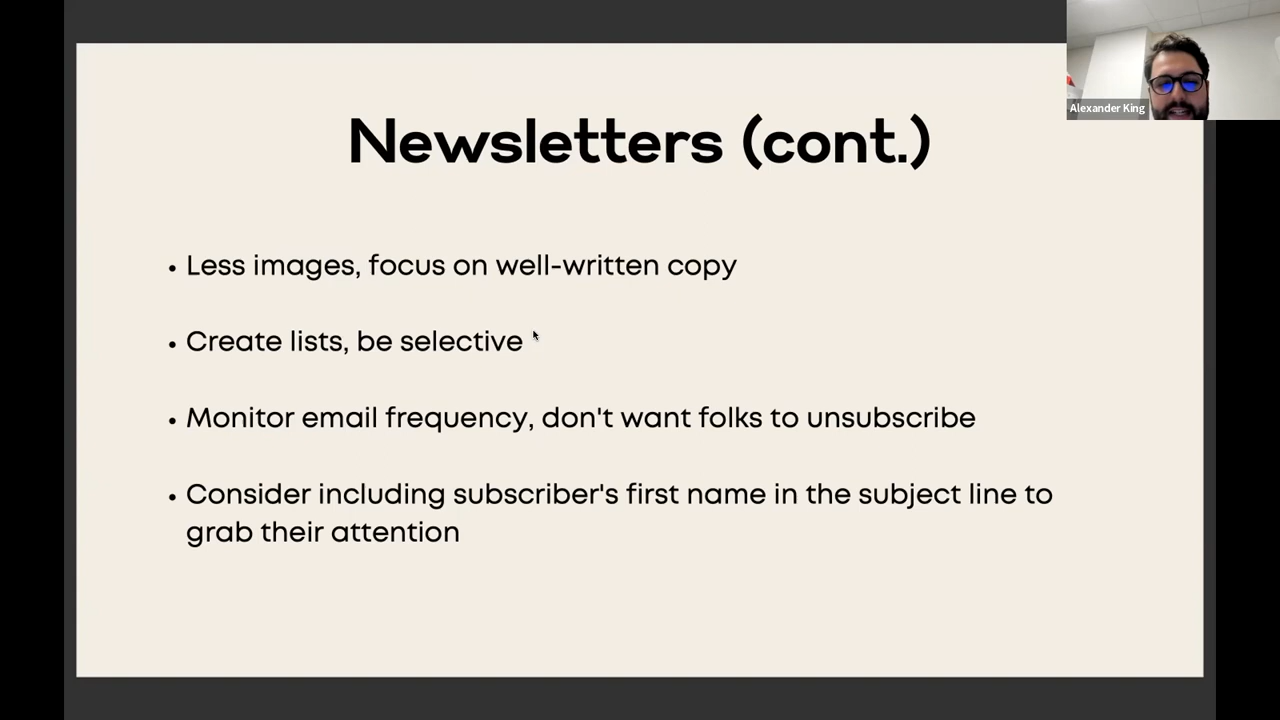 Newsletters (cont.)
Alexander King
• Less images, focus on well-written copy
• Create lists, be selective
• Monitor email frequency, don't want folks to unsubscribe
• Consider including subscriber's first name in the subject line to
grab their attention